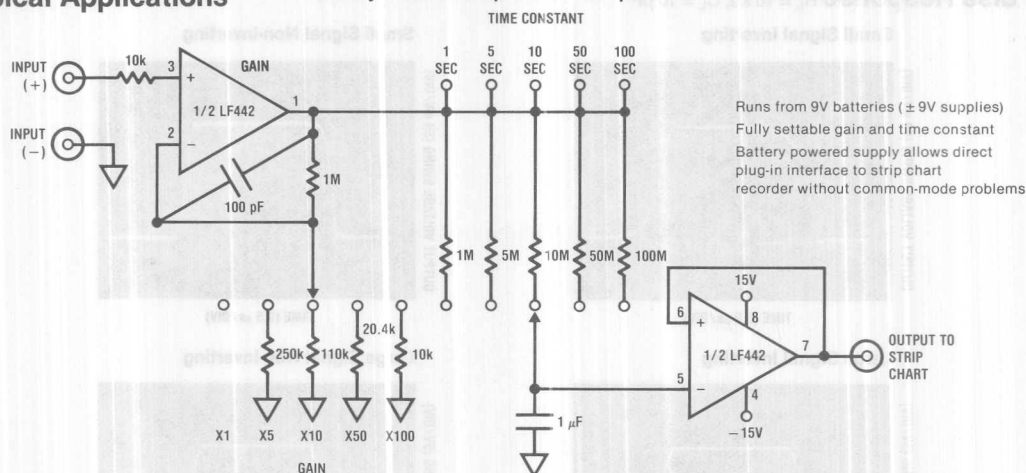 pical Applications
TIME CONSTANT
1 SEC
5 SEC
10 SEC
50 SEC
100 SEC
INPUT (+)
10k
3
+
GAIN
1/2 LF442
1
INPUT (−)
2
−
1M
100 pF
Runs from 9V batteries (± 9V supplies)
Fully settable gain and time constant
Battery powered supply allows direct
plug-in interface to strip chart
recorder without common-mode problems
1M
5M
10M
50M
100M
250k
110k
20.4k
10k
X1
X5
X10
X50
X100
GAIN
1 µF
15V
8
6
+
1/2 LF442
7
5
−
4
−15V
OUTPUT TO
STRIP
CHART